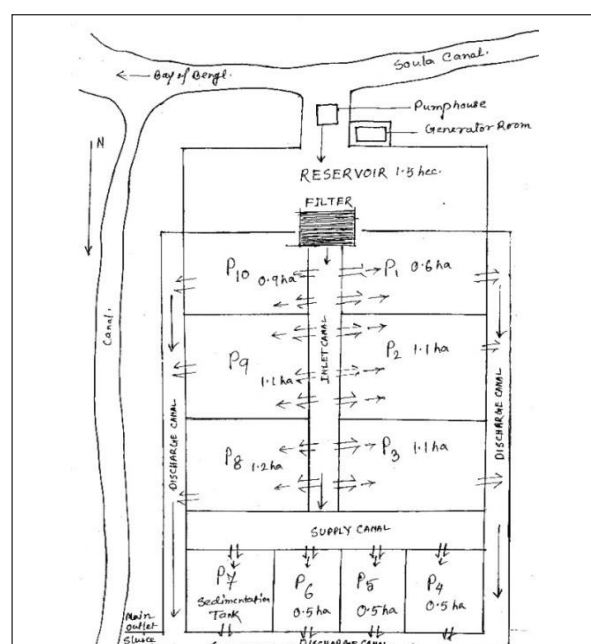 Soula Canal.
Bay of Bengl.
Pumphouse
Generator Room
N
RESERVOIR 1.5 hec.
FILTER
P10 0.9 ha
P1 0.6 ha
Canal.
INLET CANAL
P9
1.1 ha
P2 1.1 ha
DISCHARGE CANAL
DISCHARGE CANAL
P8 1.2 ha
P3 1.1 ha
SUPPLY CANAL
P7
Sedimentation
Tank
P6
0.5 ha
P5
0.5 ha
P4
0.5 ha
Main
outlet
Sluice
DISCHARGE CANAL